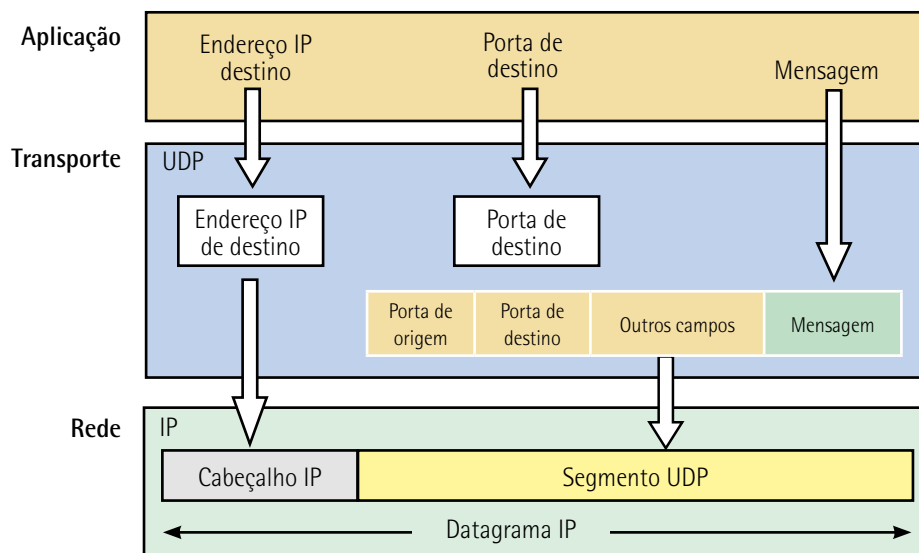 Aplicação
Endereço IP
destino
Porta de
destino
Mensagem
Transporte
UDP
Endereço IP
de destino
Porta de
destino
Porta de
origem
Porta de
destino
Outros campos
Mensagem
Rede
IP
Cabeçalho IP
Segmento UDP
Datagrama IP